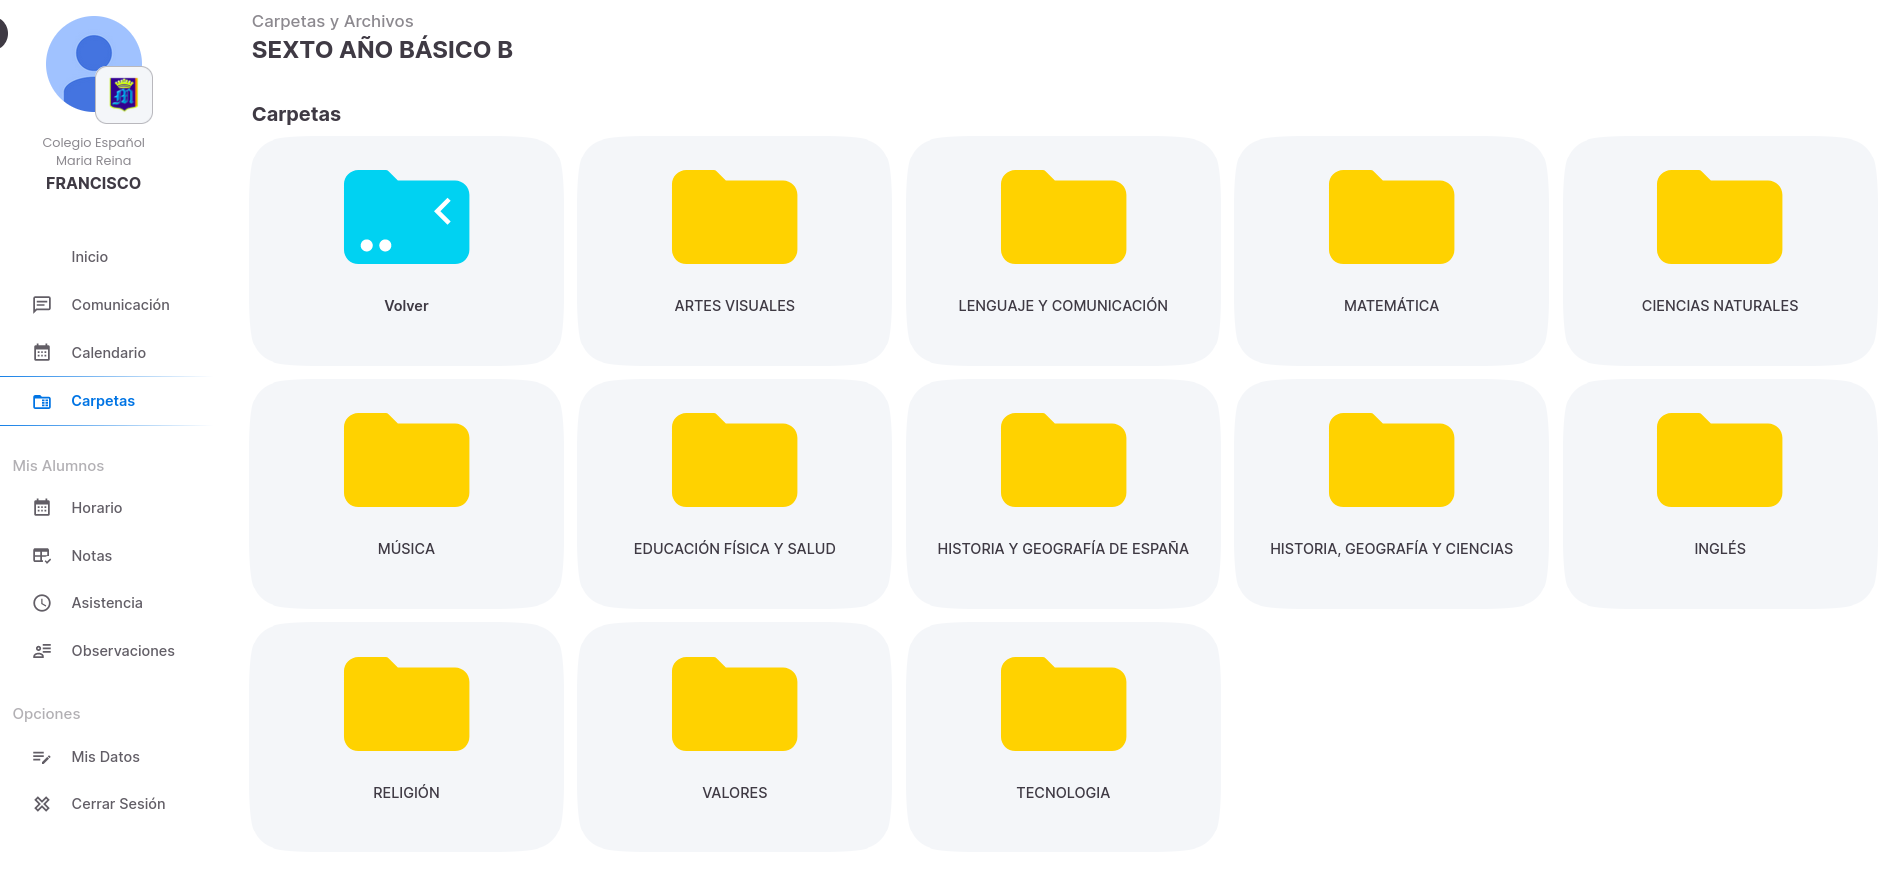 Colegio Español
Maria Reina
FRANCISCO
Inicio
Comunicación
Calendario
Carpetas
Mis Alumnos
Horario
Notas
Asistencia
Observaciones
Opciones
Mis Datos
Cerrar Sesión
Carpetas y Archivos
SEXTO AÑO BÁSICO B
Carpetas
Volver
ARTES VISUALES
LENGUAJE Y COMUNICACIÓN
MATEMÁTICA
CIENCIAS NATURALES
MÚSICA
EDUCACIÓN FÍSICA Y SALUD
HISTORIA Y GEOGRAFÍA DE ESPAÑA
HISTORIA, GEOGRAFÍA Y CIENCIAS
INGLÉS
RELIGIÓN
VALORES
TECNOLOGIA